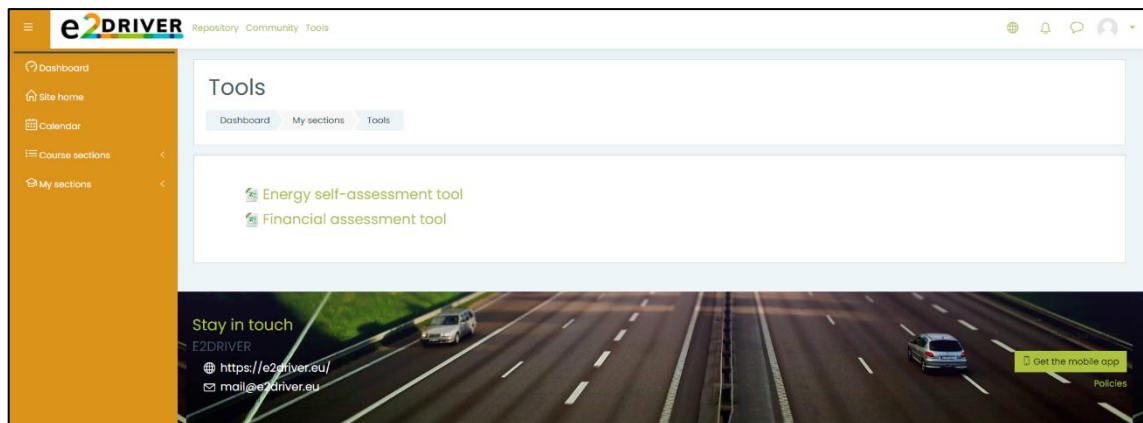 e2DRIVER
Repository Community Tools
Dashboard
Site home
Calendar
Course sections
My sections
Tools
Dashboard My sections Tools
Energy self-assessment tool
Financial assessment tool
Stay in touch
E2DRIVER
https://e2driver.eu/
mail@e2driver.eu
Get the mobile app
Policies